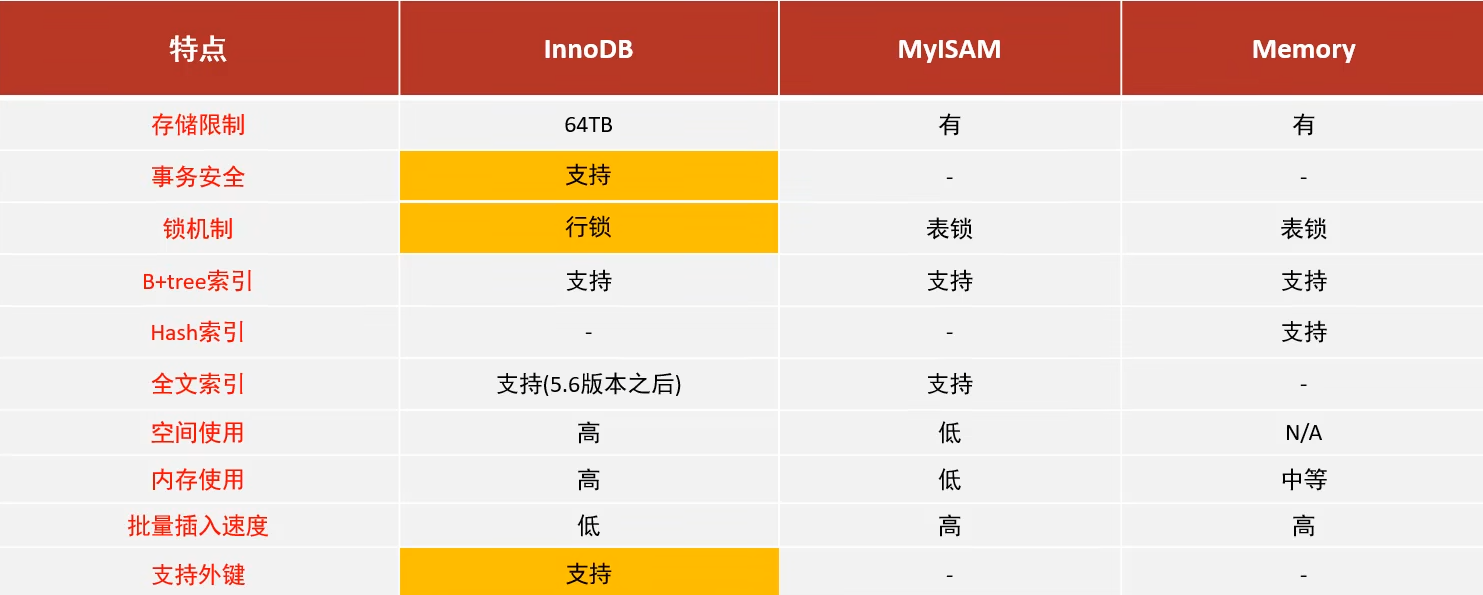 特点 InnoDB MyISAM Memory
存储限制 64TB 有 有
事务安全 支持 - -
锁机制 行锁 表锁 表锁
B+tree索引 支持 支持 支持
Hash索引 - - 支持
全文索引 支持(5.6版本之后) 支持 -
空间使用 高 低 N/A
内存使用 高 低 中等
批量插入速度 低 高 高
支持外键 支持 - -